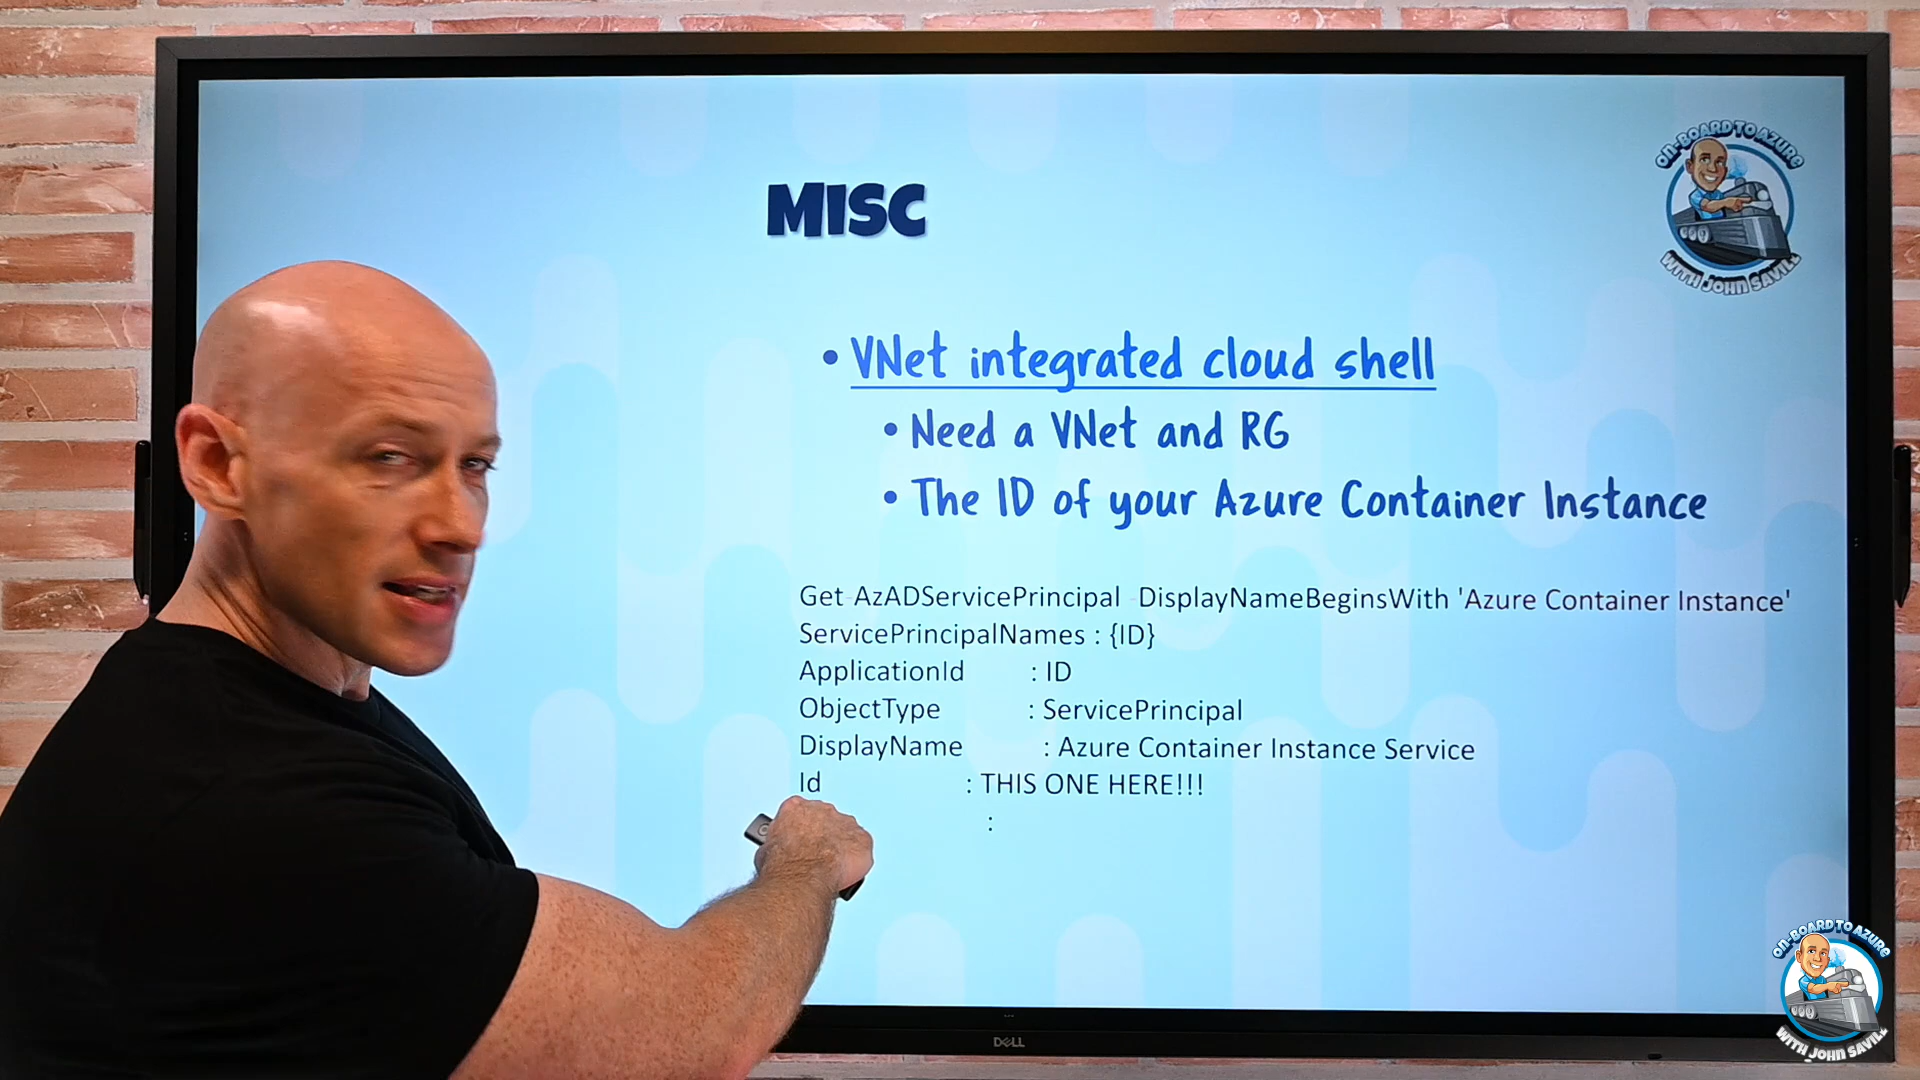 ON-BOARD TO AZURE
WITH JOHN SAVILL
MISC
• VNet integrated cloud shell
• Need a VNet and RG
• The ID of your Azure Container Instance
Get-AzADServicePrincipal -DisplayNameBeginsWith 'Azure Container Instance'
ServicePrincipalNames : {ID}
ApplicationId : ID
ObjectType : ServicePrincipal
DisplayName : Azure Container Instance Service
Id : THIS ONE HERE!!!
:
DELL
ON-BOARD TO AZURE
WITH JOHN SAVILL